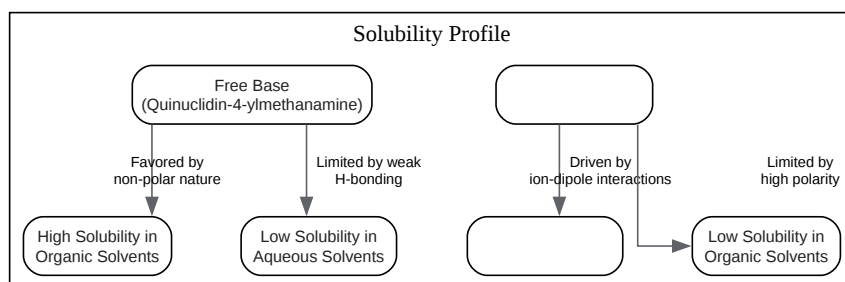 Solubility Profile
Free Base
(Quinuclidin-4-ylmethanamine)
Favored by
non-polar nature
Limited by weak
H-bonding
Driven by
ion-dipole interactions
Limited by
high polarity
High Solubility in
Organic Solvents
Low Solubility in
Aqueous Solvents
Low Solubility in
Organic Solvents